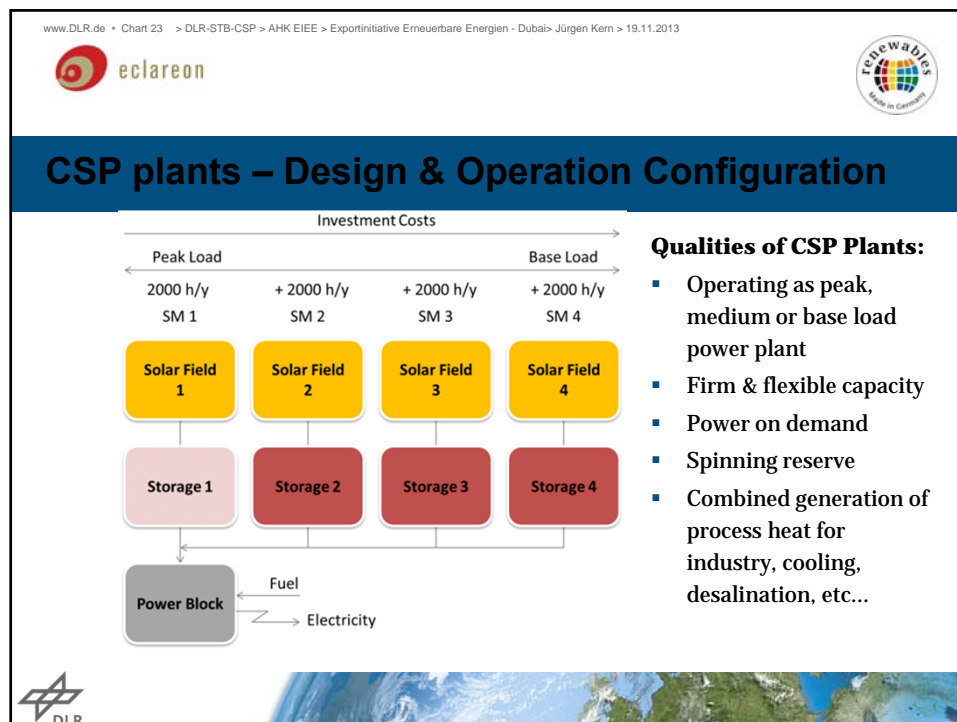 www.DLR.de • Chart 23 > DLR-STB-CSP > AHK EIEE > Exportinitiative Erneuerbare Energien - Dubai> Jürgen Kern > 19.11.2013
eclareon
renewables
Made in Germany
CSP plants – Design & Operation Configuration
Investment Costs
Peak Load Base Load
2000 h/y + 2000 h/y + 2000 h/y + 2000 h/y
SM 1 SM 2 SM 3 SM 4
Solar Field Solar Field Solar Field Solar Field
1 2 3 4
Storage 1 Storage 2 Storage 3 Storage 4
Power Block
Fuel
Electricity
Qualities of CSP Plants:
▪ Operating as peak,
medium or base load
power plant
▪ Firm & flexible capacity
▪ Power on demand
▪ Spinning reserve
▪ Combined generation of
process heat for
industry, cooling,
desalination, etc...
DLR